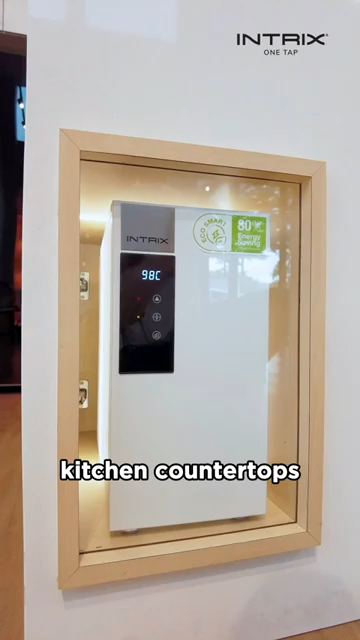 INTRIX
ONE TAP
INTRIX
ECO SMART
80%
Energy
Saving
98C
kitchen countertops